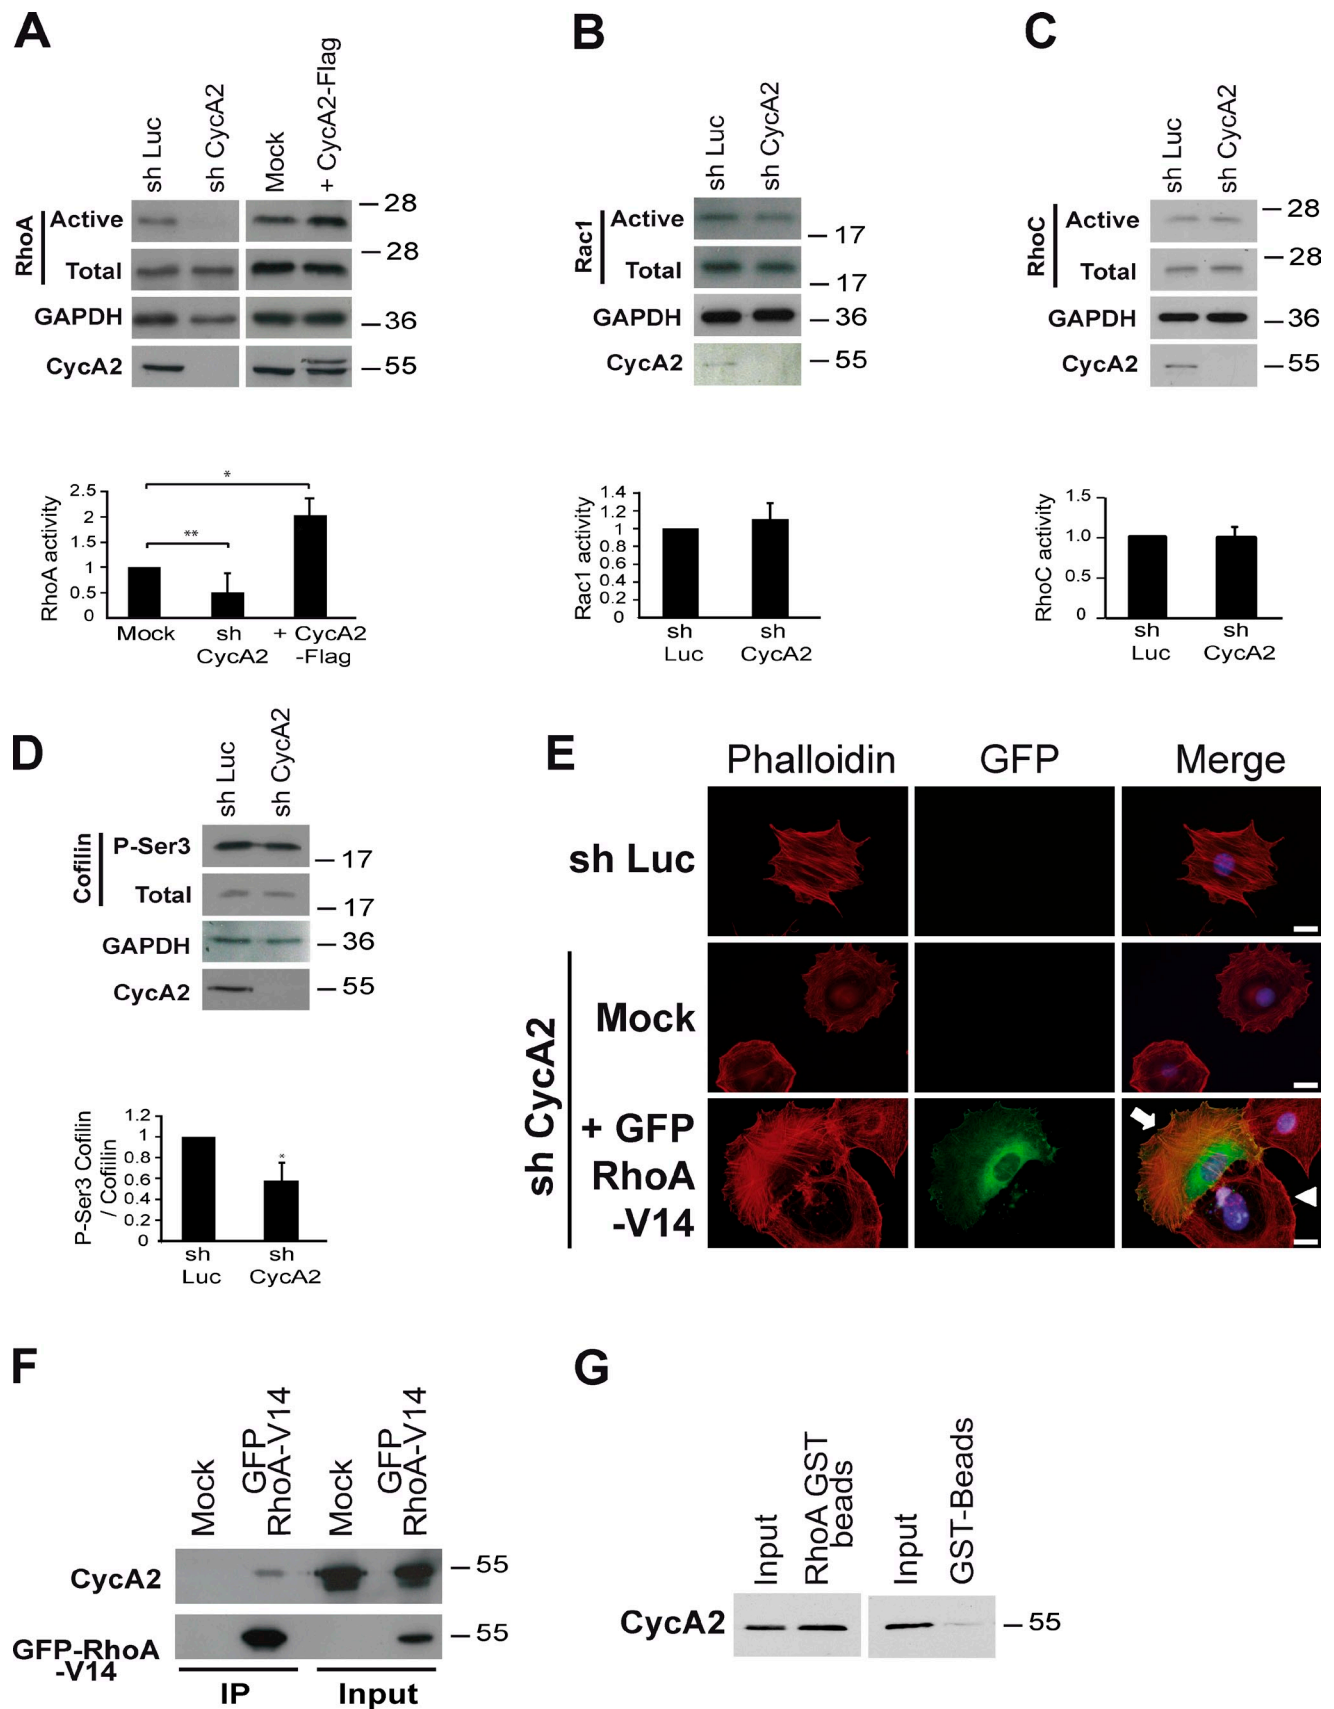 A
sh Luc
sh CycA2
Mock
+ CycA2-Flag
RhoA
Active
Total
GAPDH
CycA2
28
28
36
55
RhoA activity
2.5
2
1.5
1
0.5
0
*
**
Mock
sh
CycA2
+ CycA2
-Flag
B
sh Luc
sh CycA2
Rac1
Active
Total
GAPDH
CycA2
17
17
36
55
Rac1 activity
1.4
1.2
1
0.8
0.6
0.4
0.2
0
sh
Luc
sh
CycA2
C
sh Luc
sh CycA2
RhoC
Active
Total
GAPDH
CycA2
28
28
36
55
RhoC activity
1.5
1.0
0.5
0
sh
Luc
sh
CycA2
D
sh Luc
sh CycA2
Cofilin
P-Ser3
Total
GAPDH
CycA2
17
17
36
55
P-Ser3 Cofilin
/ Cofilin
1.2
1
0.8
0.6
0.4
0.2
0
*
sh
Luc
sh
CycA2
E
Phalloidin
GFP
Merge
sh Luc
sh CycA2
Mock
+ GFP
RhoA
-V14
F
Mock
GFP
RhoA-V14
Mock
GFP
RhoA-V14
CycA2
55
GFP-RhoA
-V14
55
IP
Input
G
Input
RhoA GST
beads
Input
GST-Beads
CycA2
55